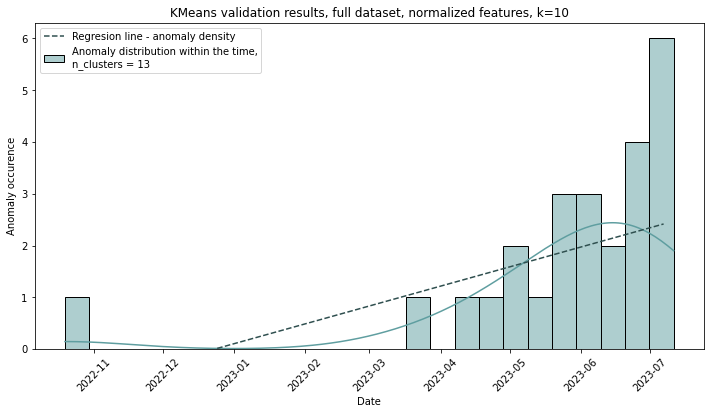 KMeans validation results, full dataset, normalized features, k=10
Regresion line - anomaly density
Anomaly distribution within the time,
n_clusters = 13
Anomaly occurence
6
5
4
3
2
1
0
2022-11
2022-12
2023-01
2023-02
2023-03
2023-04
2023-05
2023-06
2023-07
Date